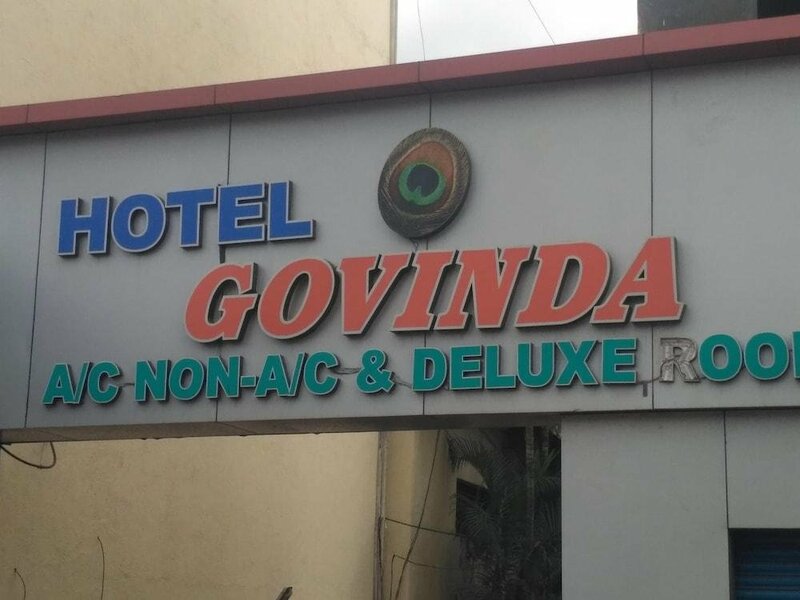 HOTEL
GOVINDA
A/C NON-A/C & DELUXE ROO